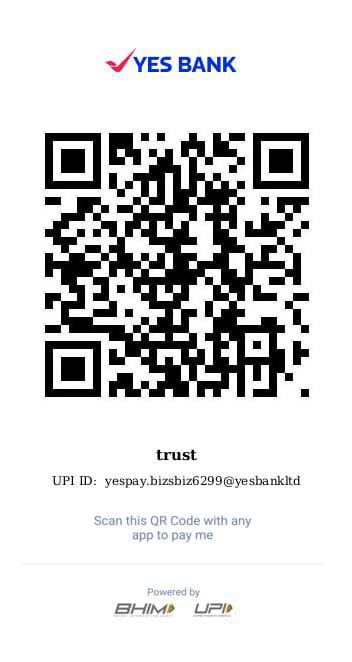 YES BANK
trust
UPI ID: yespay.bizsbiz6299@yesbankltd
Scan this QR Code with any
app to pay me
Powered by
BHIM UPI